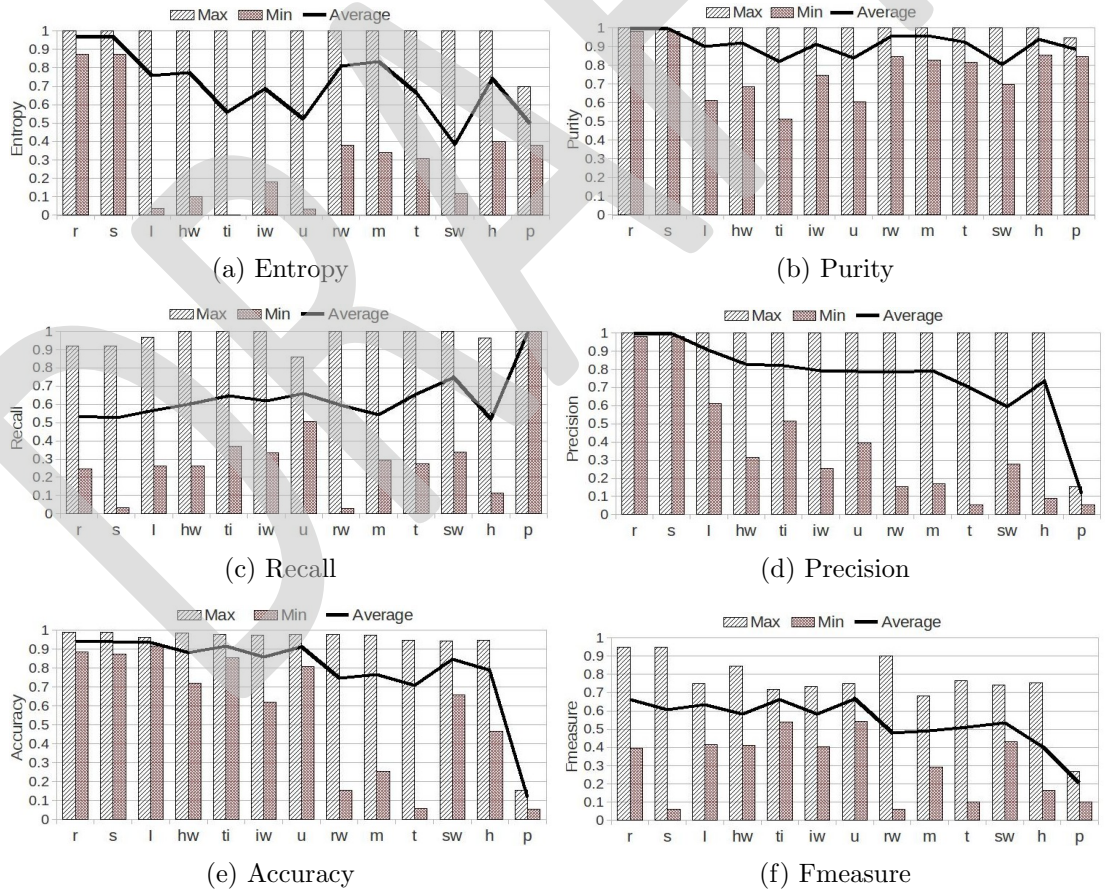 Max Min Average
1
0.9
0.8
0.7
0.6
0.5
0.4
0.3
0.2
0.1
0
Entropy
r s l hw ti iw u rw m t sw h p
(a) Entropy
Max Min Average
1
0.9
0.8
0.7
0.6
0.5
0.4
0.3
0.2
0.1
0
Purity
r s l hw ti iw u rw m t sw h p
(b) Purity
Max Min Average
1
0.9
0.8
0.7
0.6
0.5
0.4
0.3
0.2
0.1
0
Recall
r s l hw ti iw u rw m t sw h p
(c) Recall
Max Min Average
1
0.9
0.8
0.7
0.6
0.5
0.4
0.3
0.2
0.1
0
Precision
r s l hw ti iw u rw m t sw h p
(d) Precision
Max Min Average
1
0.9
0.8
0.7
0.6
0.5
0.4
0.3
0.2
0.1
0
Accuracy
r s l hw ti iw u rw m t sw h p
(e) Accuracy
Max Min Average
1
0.9
0.8
0.7
0.6
0.5
0.4
0.3
0.2
0.1
0
Fmeasure
r s l hw ti iw u rw m t sw h p
(f) Fmeasure
DRA